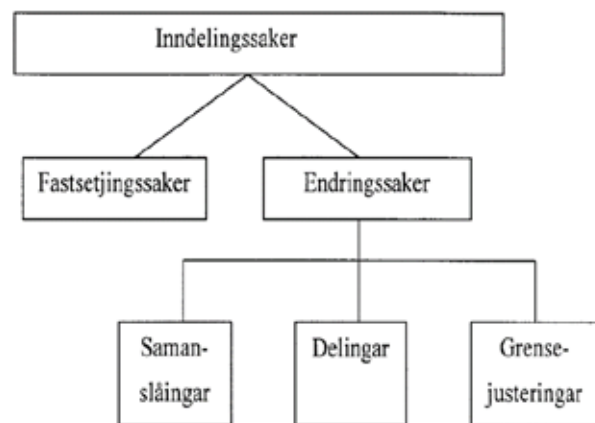 Inndelingssaker
Fastsetjingssaker
Endringssaker
Saman-
slåingar
Delingar
Grense-
justeringar